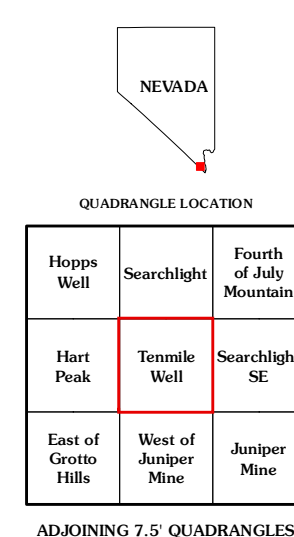 NEVADA
QUADRANGLE LOCATION
Hopps
Well
Searchlight
Fourth
of July
Mountain
Hart
Peak
Tenmile
Well
Searchligh
SE
East of
Grotto
Hills
West of
Juniper
Mine
Juniper
Mine
ADJOINING 7.5' QUADRANGLES